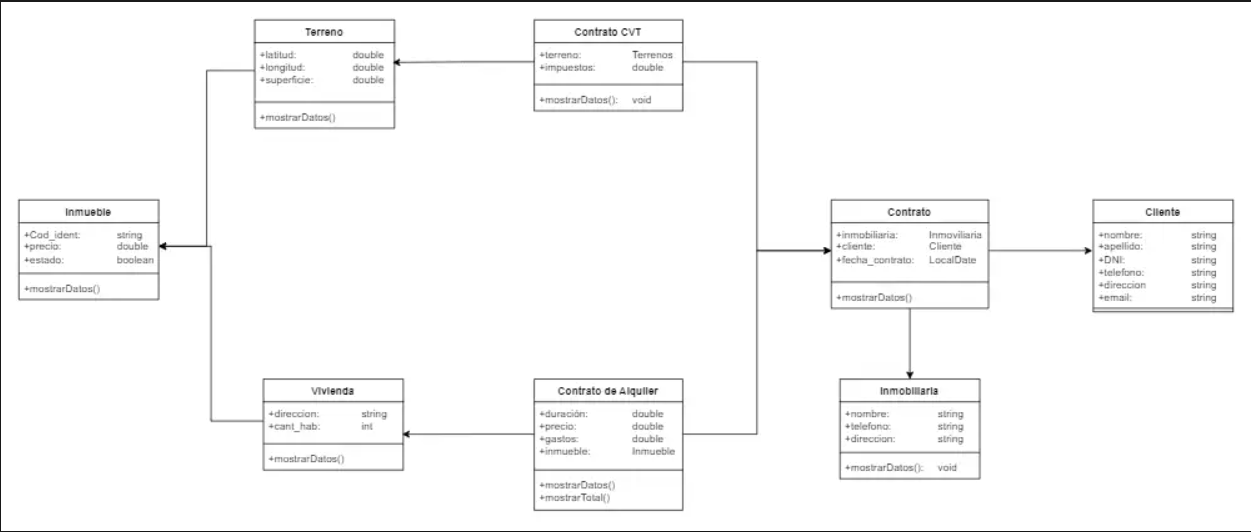 Terreno
+latitud: double
+longitud: double
+superficie: double
+mostrarDatos()
Contrato CVT
+terreno: Terrenos
+impuestos: double
+mostrarDatos(): void
Inmueble
+Cod_ident: string
+precio: double
+estado: boolean
+mostrarDatos()
Contrato
+inmobiliaria: Inmoviliaria
+cliente: Cliente
+fecha_contrato: LocalDate
+mostrarDatos()
Cliente
+nombre: string
+apellido: string
+DNI: string
+telefono: string
+direccion string
+email: string
Vivienda
+direccion: string
+cant_hab: int
+mostrarDatos()
Contrato de Alquiler
+duración: double
+precio: double
+gastos: double
+inmueble: Inmueble
+mostrarDatos()
+mostrarTotal()
Inmobiliaria
+nombre: string
+telefono: string
+direccion: string
+mostrarDatos(): void